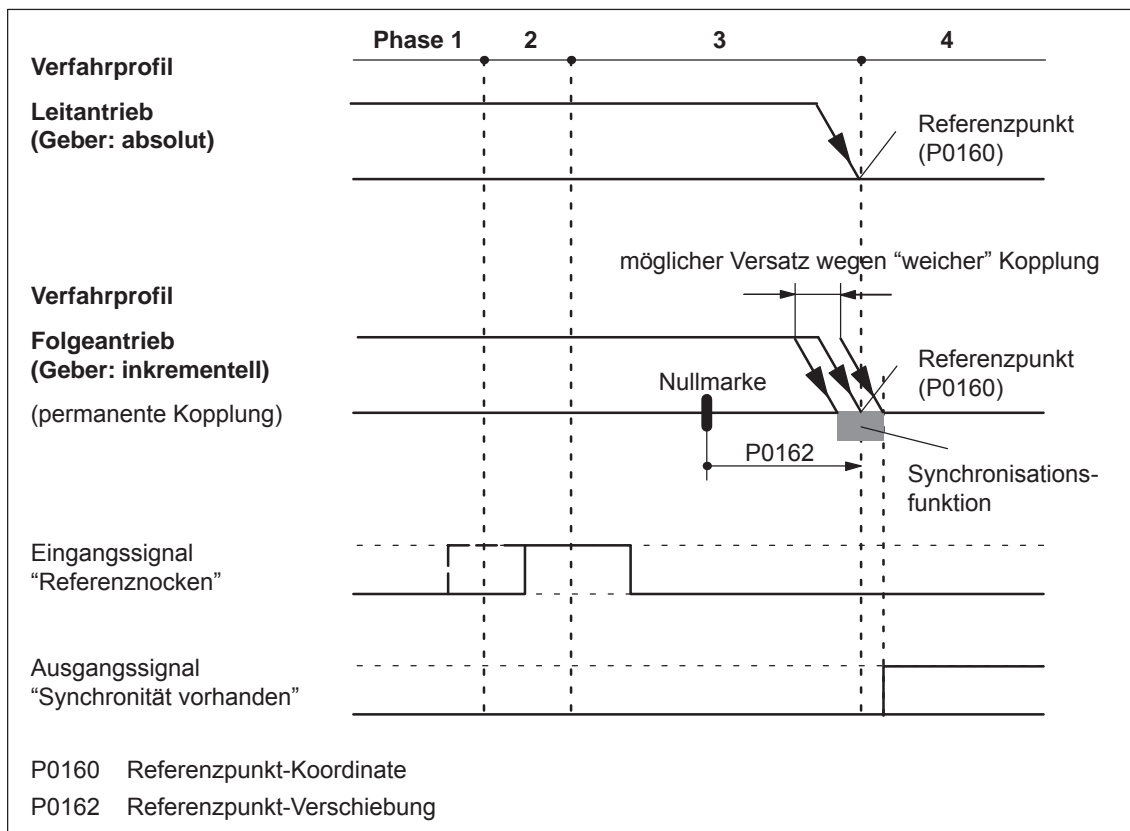 Phase 1 2 3 4
Verfahrprofil
Leitantrieb
(Geber: absolut)
Referenzpunkt
(P0160)
möglicher Versatz wegen “weicher” Kopplung
Verfahrprofil
Folgeantrieb
(Geber: inkrementell)
(permanente Kopplung)
Nullmarke
Referenzpunkt
(P0160)
P0162
Synchronisations-
funktion
Eingangssignal
“Referenznocken”
Ausgangssignal
“Synchronität vorhanden”
P0160 Referenzpunkt-Koordinate
P0162 Referenzpunkt-Verschiebung